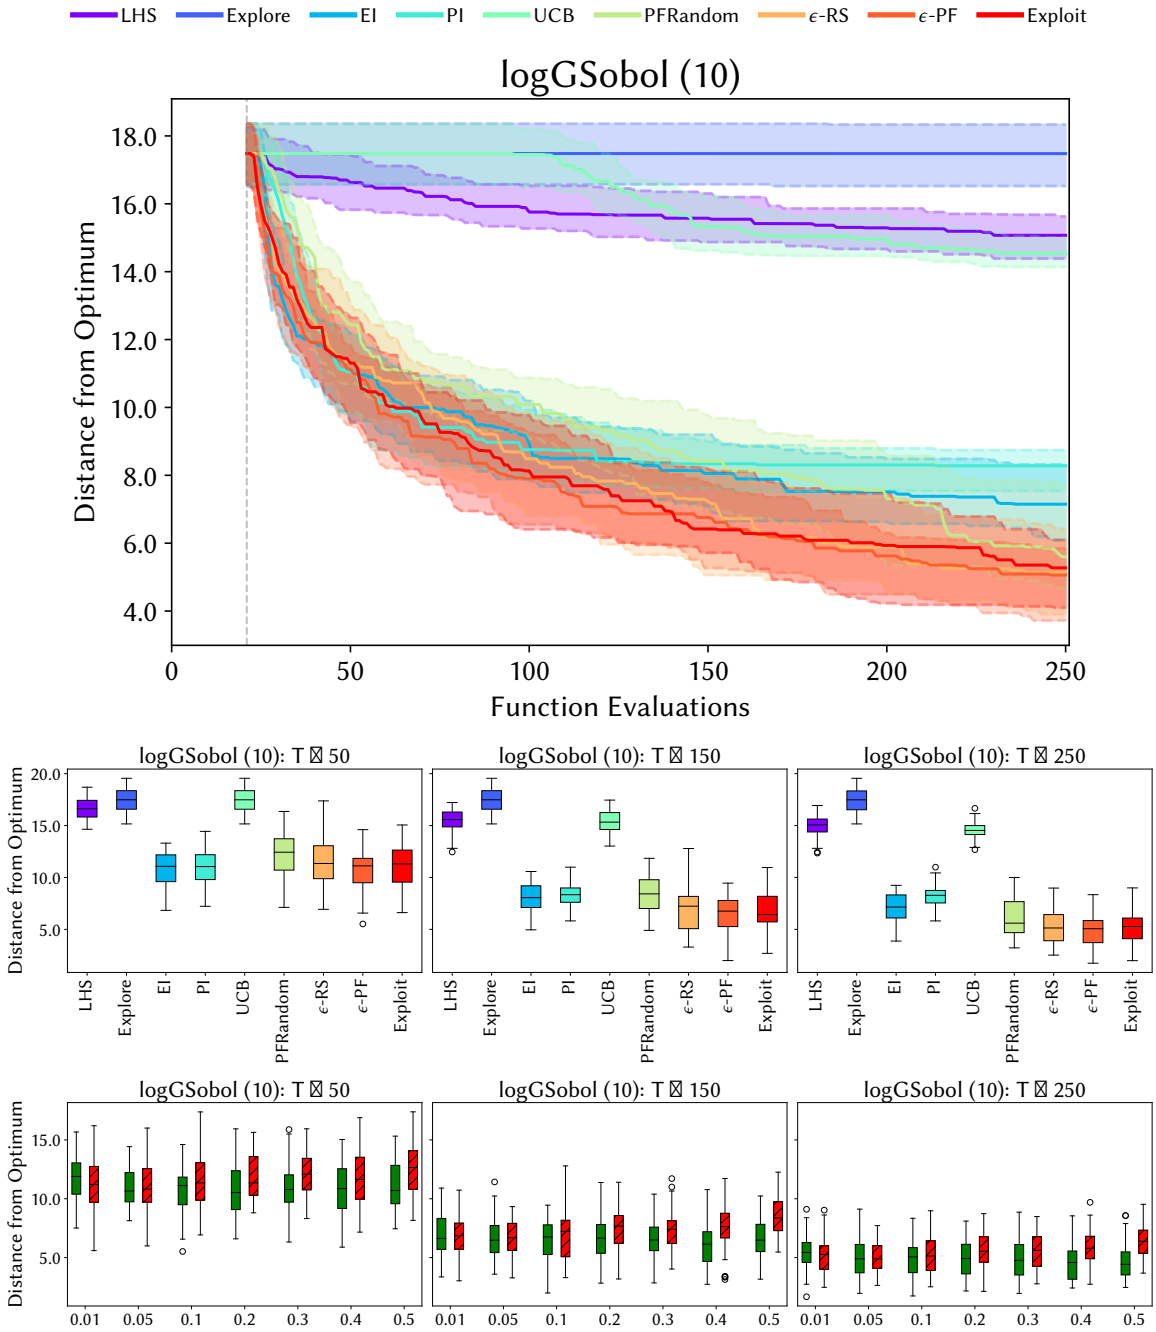 LHS Explore EI PI UCB PFRandom ϵ-RS ϵ-PF Exploit
logGSobol (10)
18.0
16.0
14.0
12.0
10.0
8.0
6.0
4.0
Distance from Optimum
0 50 100 150 200 250
Function Evaluations
logGSobol (10): T 50
logGSobol (10): T 150
logGSobol (10): T 250
Distance from Optimum
20.0
15.0
10.0
5.0
LHS Explore EI PI UCB PFRandom ϵ-RS ϵ-PF Exploit
LHS Explore EI PI UCB PFRandom ϵ-RS ϵ-PF Exploit
LHS Explore EI PI UCB PFRandom ϵ-RS ϵ-PF Exploit
logGSobol (10): T 50
logGSobol (10): T 150
logGSobol (10): T 250
Distance from Optimum
15.0
10.0
5.0
0.01 0.05 0.1 0.2 0.3 0.4 0.5
0.01 0.05 0.1 0.2 0.3 0.4 0.5
0.01 0.05 0.1 0.2 0.3 0.4 0.5